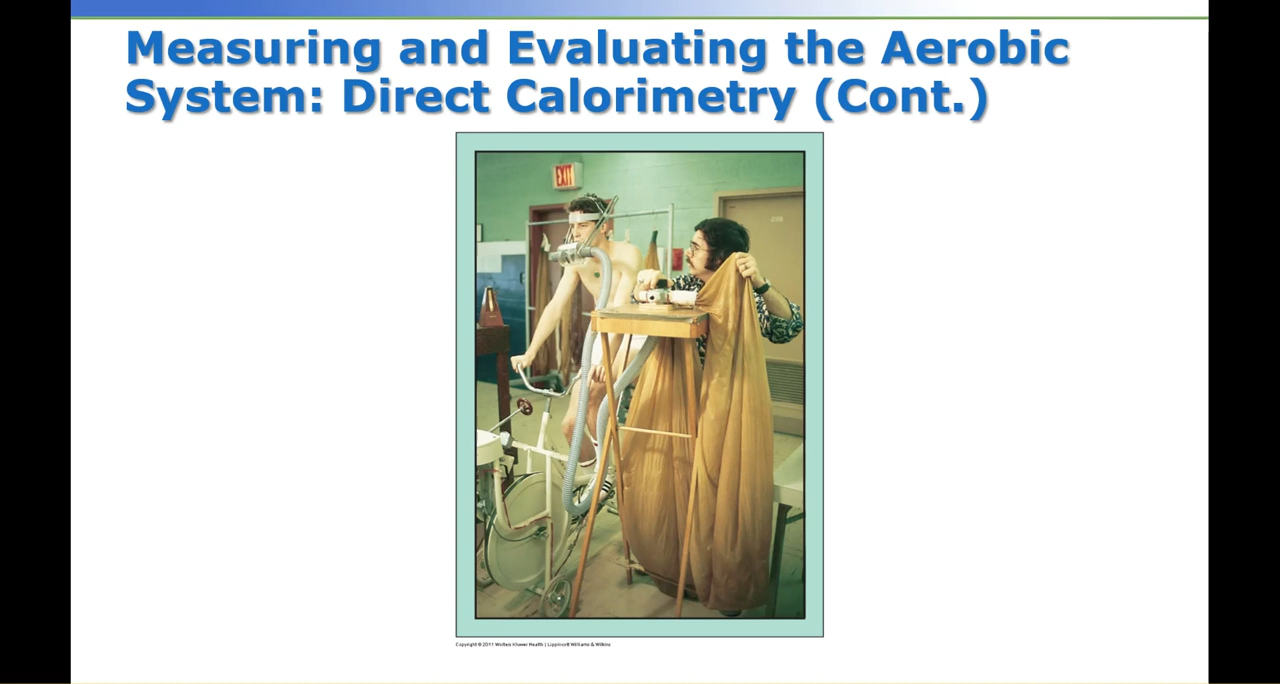 Measuring and Evaluating the Aerobic
System: Direct Calorimetry (Cont.)
EXIT
Copyright © 2011 Wolters Kluwer Health | Lippincott Williams & Wilkins